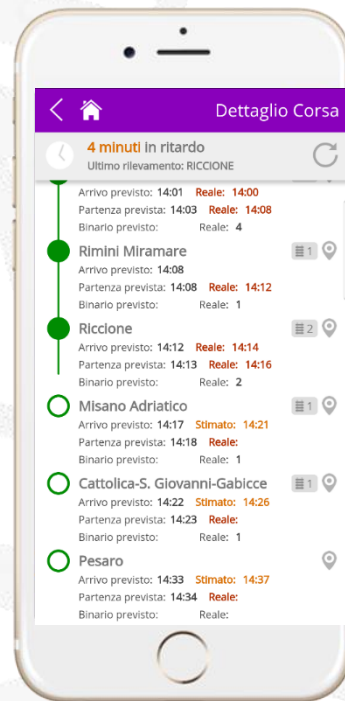 Dettaglio Corsa
4 minuti in ritardo
Ultimo rilevamento: RICCIONE
Arrivo previsto: 14:01 Reale: 14:00
Partenza prevista: 14:03 Reale: 14:08
Binario previsto: Reale: 4
Rimini Miramare 1
Arrivo previsto: 14:08
Partenza prevista: 14:08 Reale: 14:12
Binario previsto: Reale: 1
Riccione 2
Arrivo previsto: 14:12 Reale: 14:14
Partenza prevista: 14:13 Reale: 14:16
Binario previsto: Reale: 2
Misano Adriatico 1
Arrivo previsto: 14:17 Stimato: 14:21
Partenza prevista: 14:18 Reale:
Binario previsto: Reale: 1
Cattolica-S. Giovanni-Gabicce 1
Arrivo previsto: 14:22 Stimato: 14:26
Partenza prevista: 14:23 Reale:
Binario previsto: Reale: 1
Pesaro
Arrivo previsto: 14:33 Stimato: 14:37
Partenza prevista: 14:34 Reale:
Binario previsto: Reale: